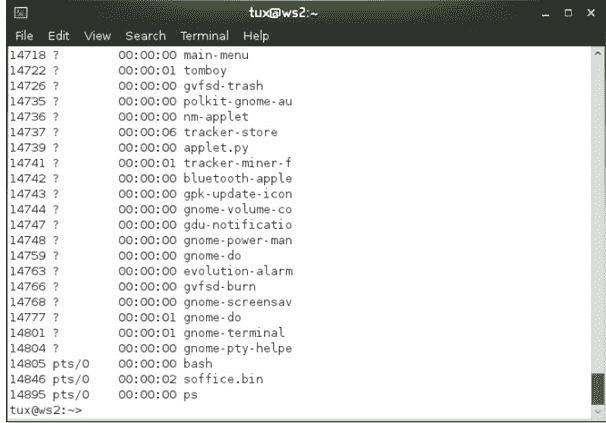 tux@ws2:~
File Edit View Search Terminal Help
14718 ?        00:00:00 main-menu
14722 ?        00:00:01 tomboy
14726 ?        00:00:00 gvfsd-trash
14735 ?        00:00:00 polkit-gnome-au
14736 ?        00:00:00 nm-applet
14737 ?        00:00:06 tracker-store
14739 ?        00:00:00 applet.py
14741 ?        00:00:01 tracker-miner-f
14742 ?        00:00:00 bluetooth-apple
14743 ?        00:00:00 gpk-update-icon
14744 ?        00:00:00 gnome-volume-co
14747 ?        00:00:00 gdu-notificatio
14748 ?        00:00:00 gnome-power-man
14759 ?        00:00:00 gnome-do
14763 ?        00:00:00 evolution-alarm
14766 ?        00:00:00 gvfsd-burn
14768 ?        00:00:00 gnome-screensav
14777 ?        00:00:01 gnome-do
14801 ?        00:00:01 gnome-terminal
14804 ?        00:00:00 gnome-pty-helpe
14805 pts/0    00:00:00 bash
14846 pts/0    00:00:02 soffice.bin
14895 pts/0    00:00:00 ps
tux@ws2:~>